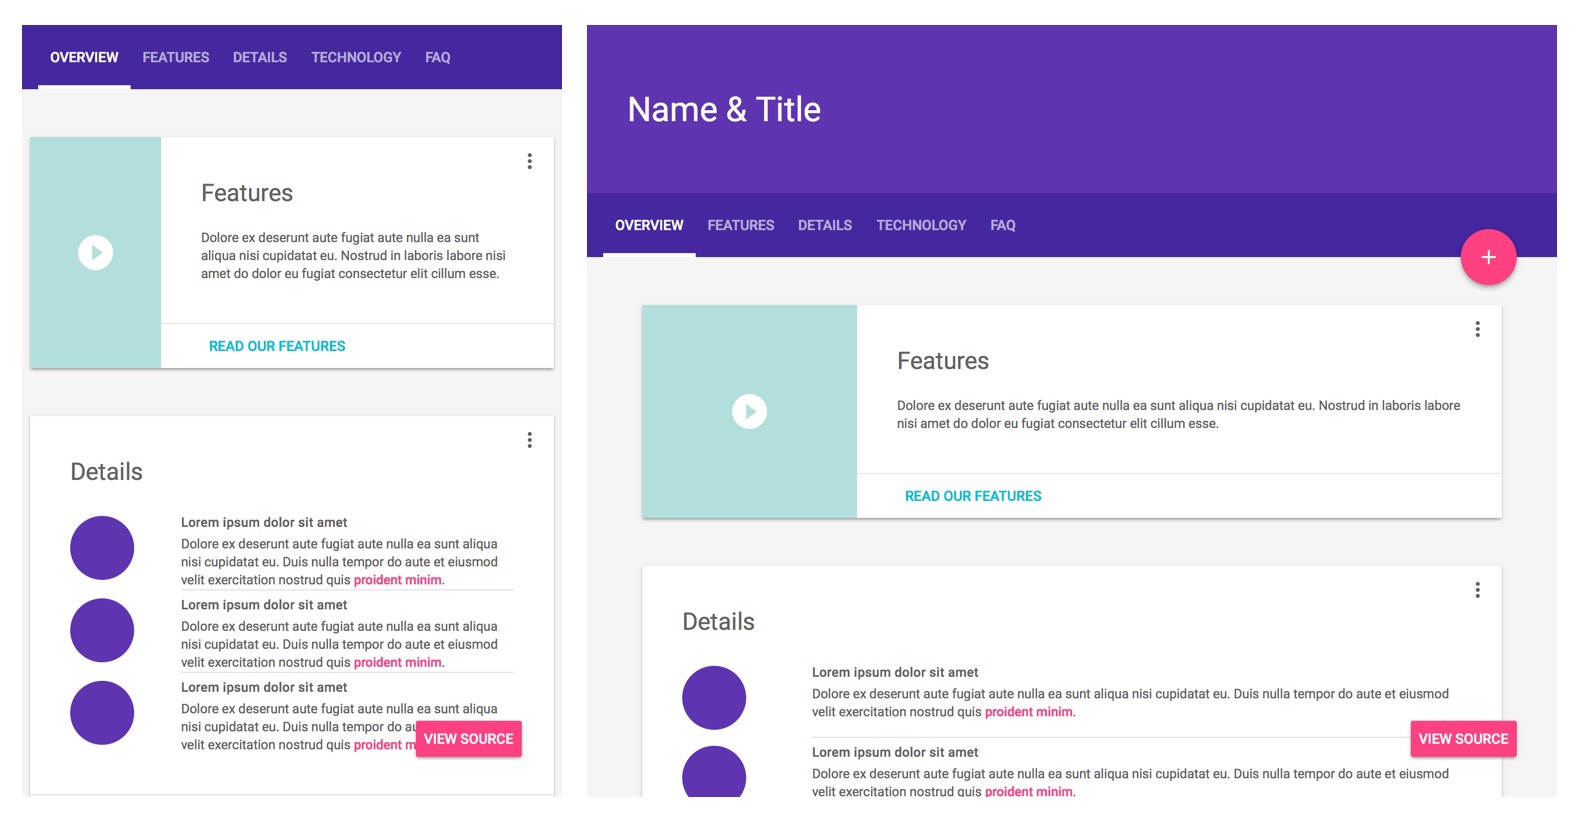 OVERVIEW FEATURES DETAILS TECHNOLOGY FAQ
Features
Dolore ex deserunt aute fugiat aute nulla ea sunt
aliqua nisi cupidatat eu. Nostrud in laboris labore nisi
amet do dolor eu fugiat consectetur elit cillum esse.
READ OUR FEATURES
Details
Lorem ipsum dolor sit amet
Dolore ex deserunt aute fugiat aute nulla ea sunt aliqua
nisi cupidatat eu. Duis nulla tempor do aute et eiusmod
velit exercitation nostrud quis proident minim.
Lorem ipsum dolor sit amet
Dolore ex deserunt aute fugiat aute nulla ea sunt aliqua
nisi cupidatat eu. Duis nulla tempor do aute et eiusmod
velit exercitation nostrud quis proident minim.
Lorem ipsum dolor sit amet
Dolore ex deserunt aute fugiat aute nulla ea sunt aliqua
nisi cupidatat eu. Duis nulla tempor do
velit exercitation nostrud quis proident
VIEW SOURCE
Name & Title
OVERVIEW FEATURES DETAILS TECHNOLOGY FAQ
+
Features
Dolore ex deserunt aute fugiat aute nulla ea sunt aliqua nisi cupidatat eu. Nostrud in laboris labore
nisi amet do dolor eu fugiat consectetur elit cillum esse.
READ OUR FEATURES
Details
Lorem ipsum dolor sit amet
Dolore ex deserunt aute fugiat aute nulla ea sunt aliqua nisi cupidatat eu. Duis nulla tempor do aute et eiusmod
velit exercitation nostrud quis proident minim.
VIEW SOURCE
Lorem ipsum dolor sit amet
Dolore ex deserunt aute fugiat aute nulla ea sunt aliqua nisi cupidatat eu. Duis nulla tempor do aute et eiusmod
velit exercitation nostrud quis proident minim.